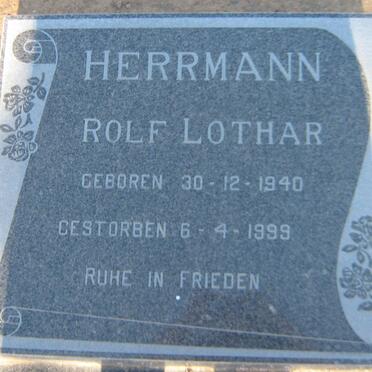 HERRMANN
ROLF LOTHAR
GEBOREN 30-12-1940
GESTORBEN 6-4-1999
RUHE IN FRIEDEN